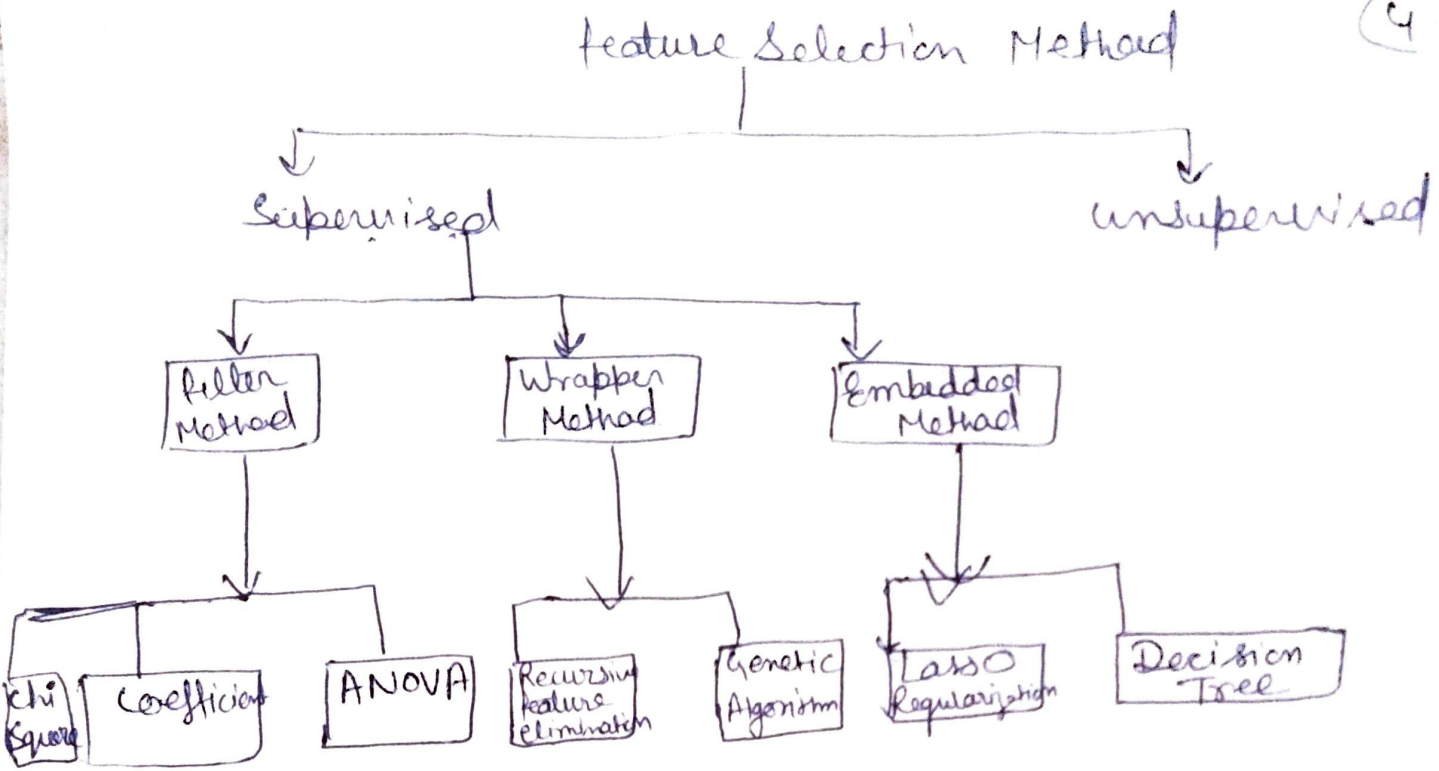 4
Feature Selection Method
Supervised
unsupervised
Filter
Method
Wrapper
Method
Embedded
Method
Chi
Square
Coefficient
ANOVA
Recursive
feature
elimination
Genetic
Algorithm
Lasso
Regularization
Decision
Tree